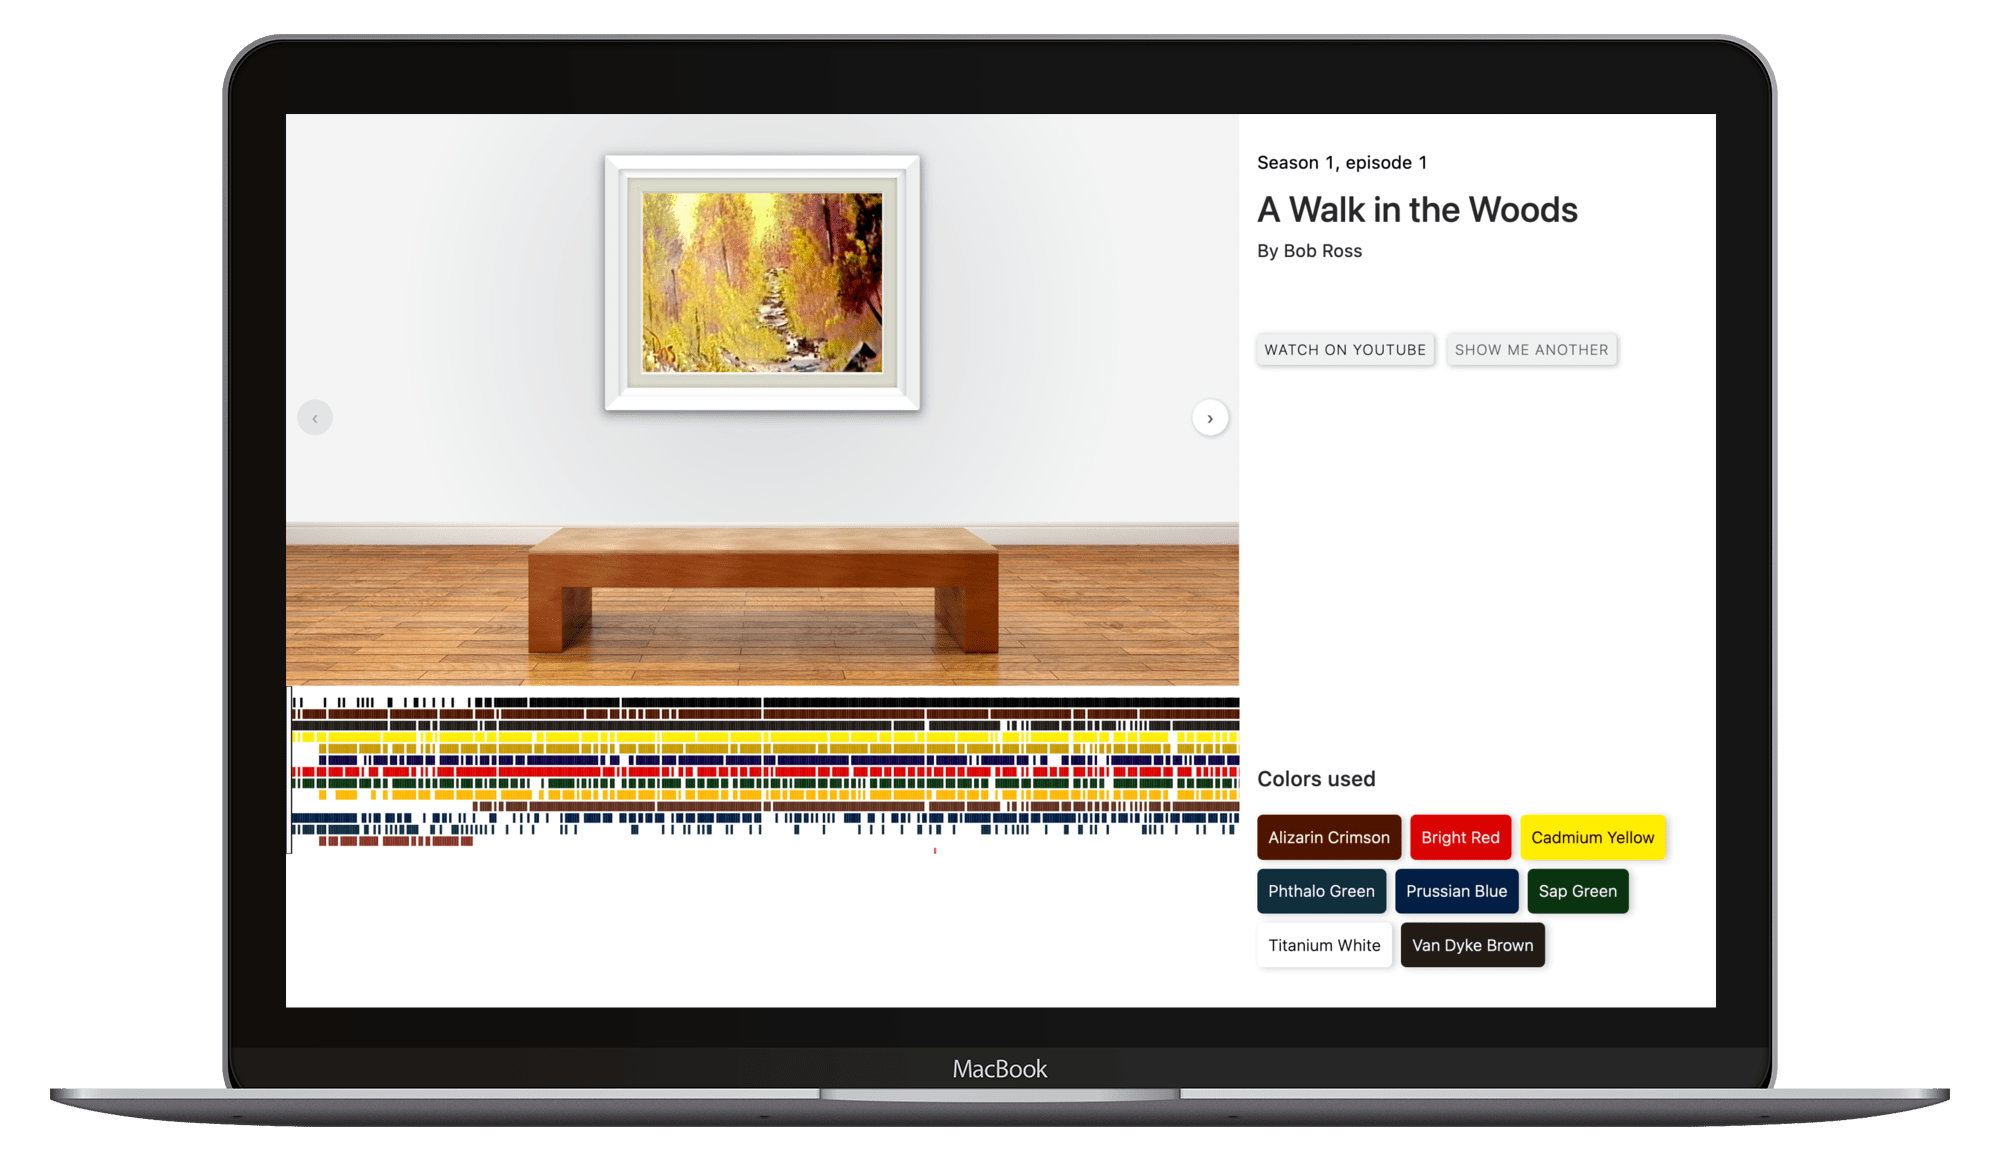 Season 1, episode 1
A Walk in the Woods
By Bob Ross
WATCH ON YOUTUBE
SHOW ME ANOTHER
Colors used
Alizarin Crimson
Bright Red
Cadmium Yellow
Phthalo Green
Prussian Blue
Sap Green
Titanium White
Van Dyke Brown
MacBook